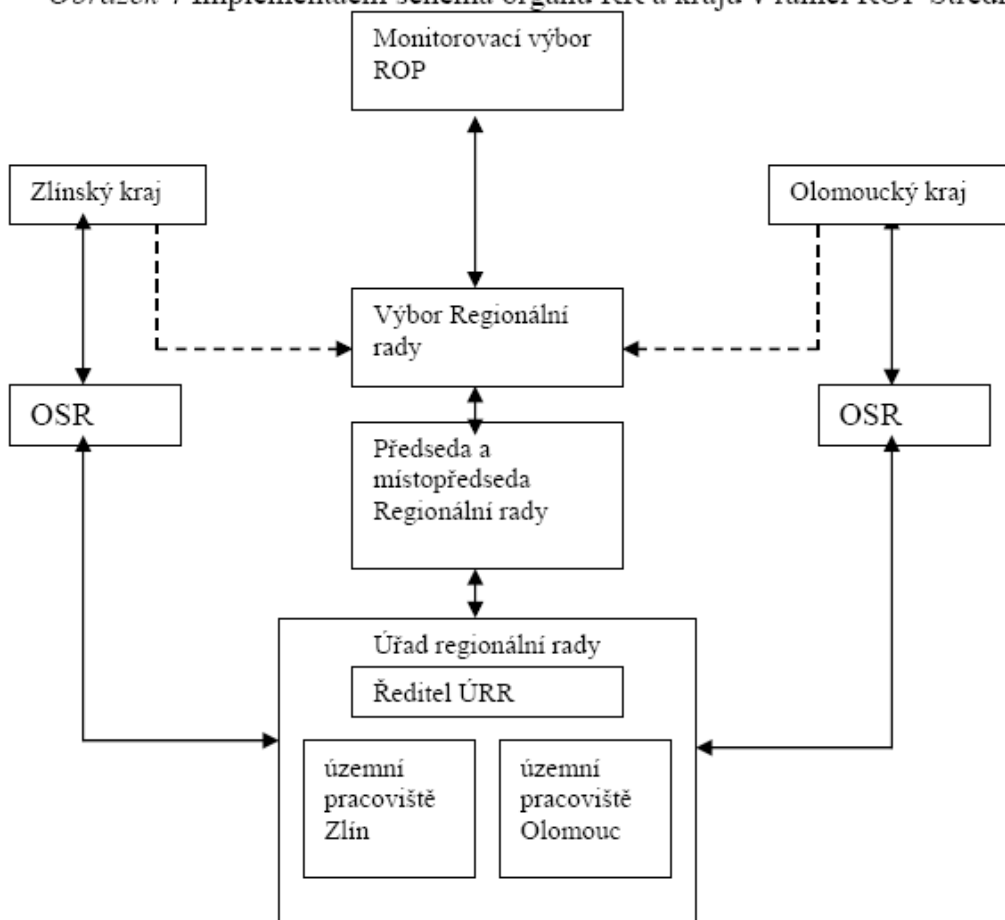 Implementační schéma orgánů RR a krajů v rámci ROP
Monitorovací výbor
ROP
Zlínský kraj
Olomoucký kraj
Výbor Regionální
rady
OSR
OSR
Předseda a
místopředseda
Regionální rady
Úřad regionální rady
Ředitel ÚRR
územní
pracoviště
Zlín
územní
pracoviště
Olomouc